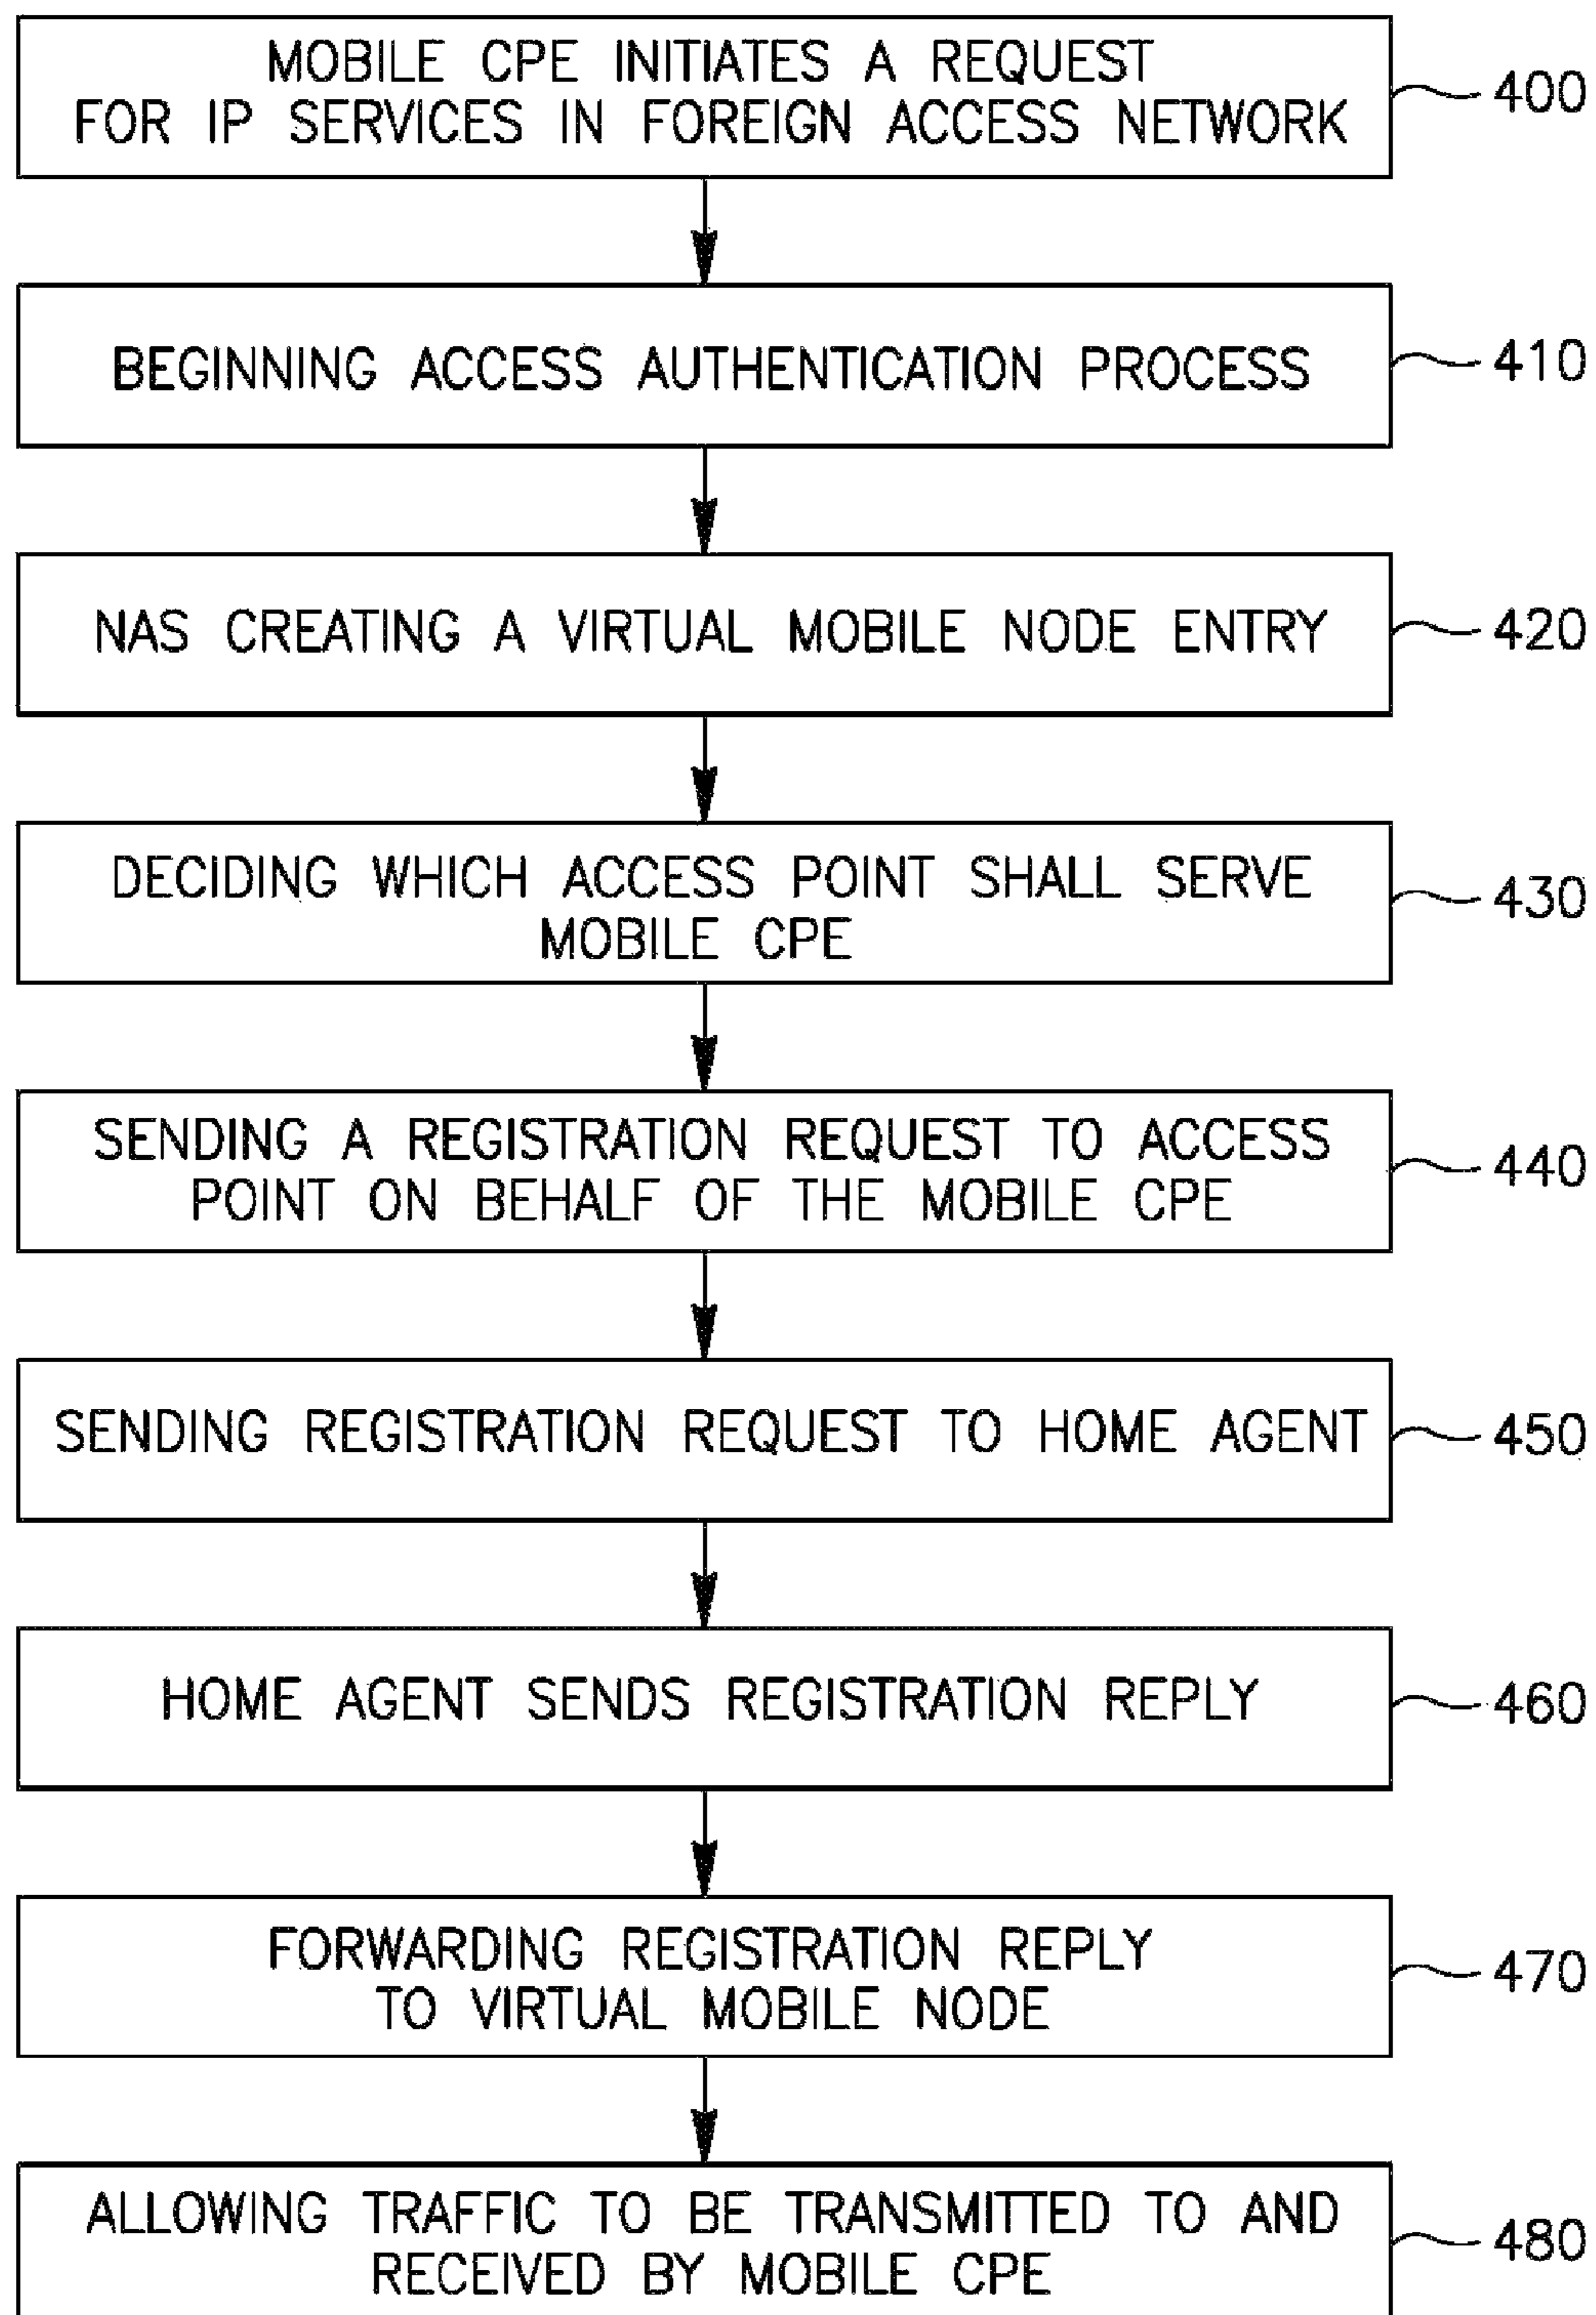 MOBILE CPE INITIATES A REQUEST
FOR IP SERVICES IN FOREIGN ACCESS NETWORK
400
BEGINNING ACCESS AUTHENTICATION PROCESS
410
NAS CREATING A VIRTUAL MOBILE NODE ENTRY
420
DECIDING WHICH ACCESS POINT SHALL SERVE
MOBILE CPE
430
SENDING A REGISTRATION REQUEST TO ACCESS
POINT ON BEHALF OF THE MOBILE CPE
440
SENDING REGISTRATION REQUEST TO HOME AGENT
450
HOME AGENT SENDS REGISTRATION REPLY
460
FORWARDING REGISTRATION REPLY
TO VIRTUAL MOBILE NODE
470
ALLOWING TRAFFIC TO BE TRANSMITTED TO AND
RECEIVED BY MOBILE CPE
480